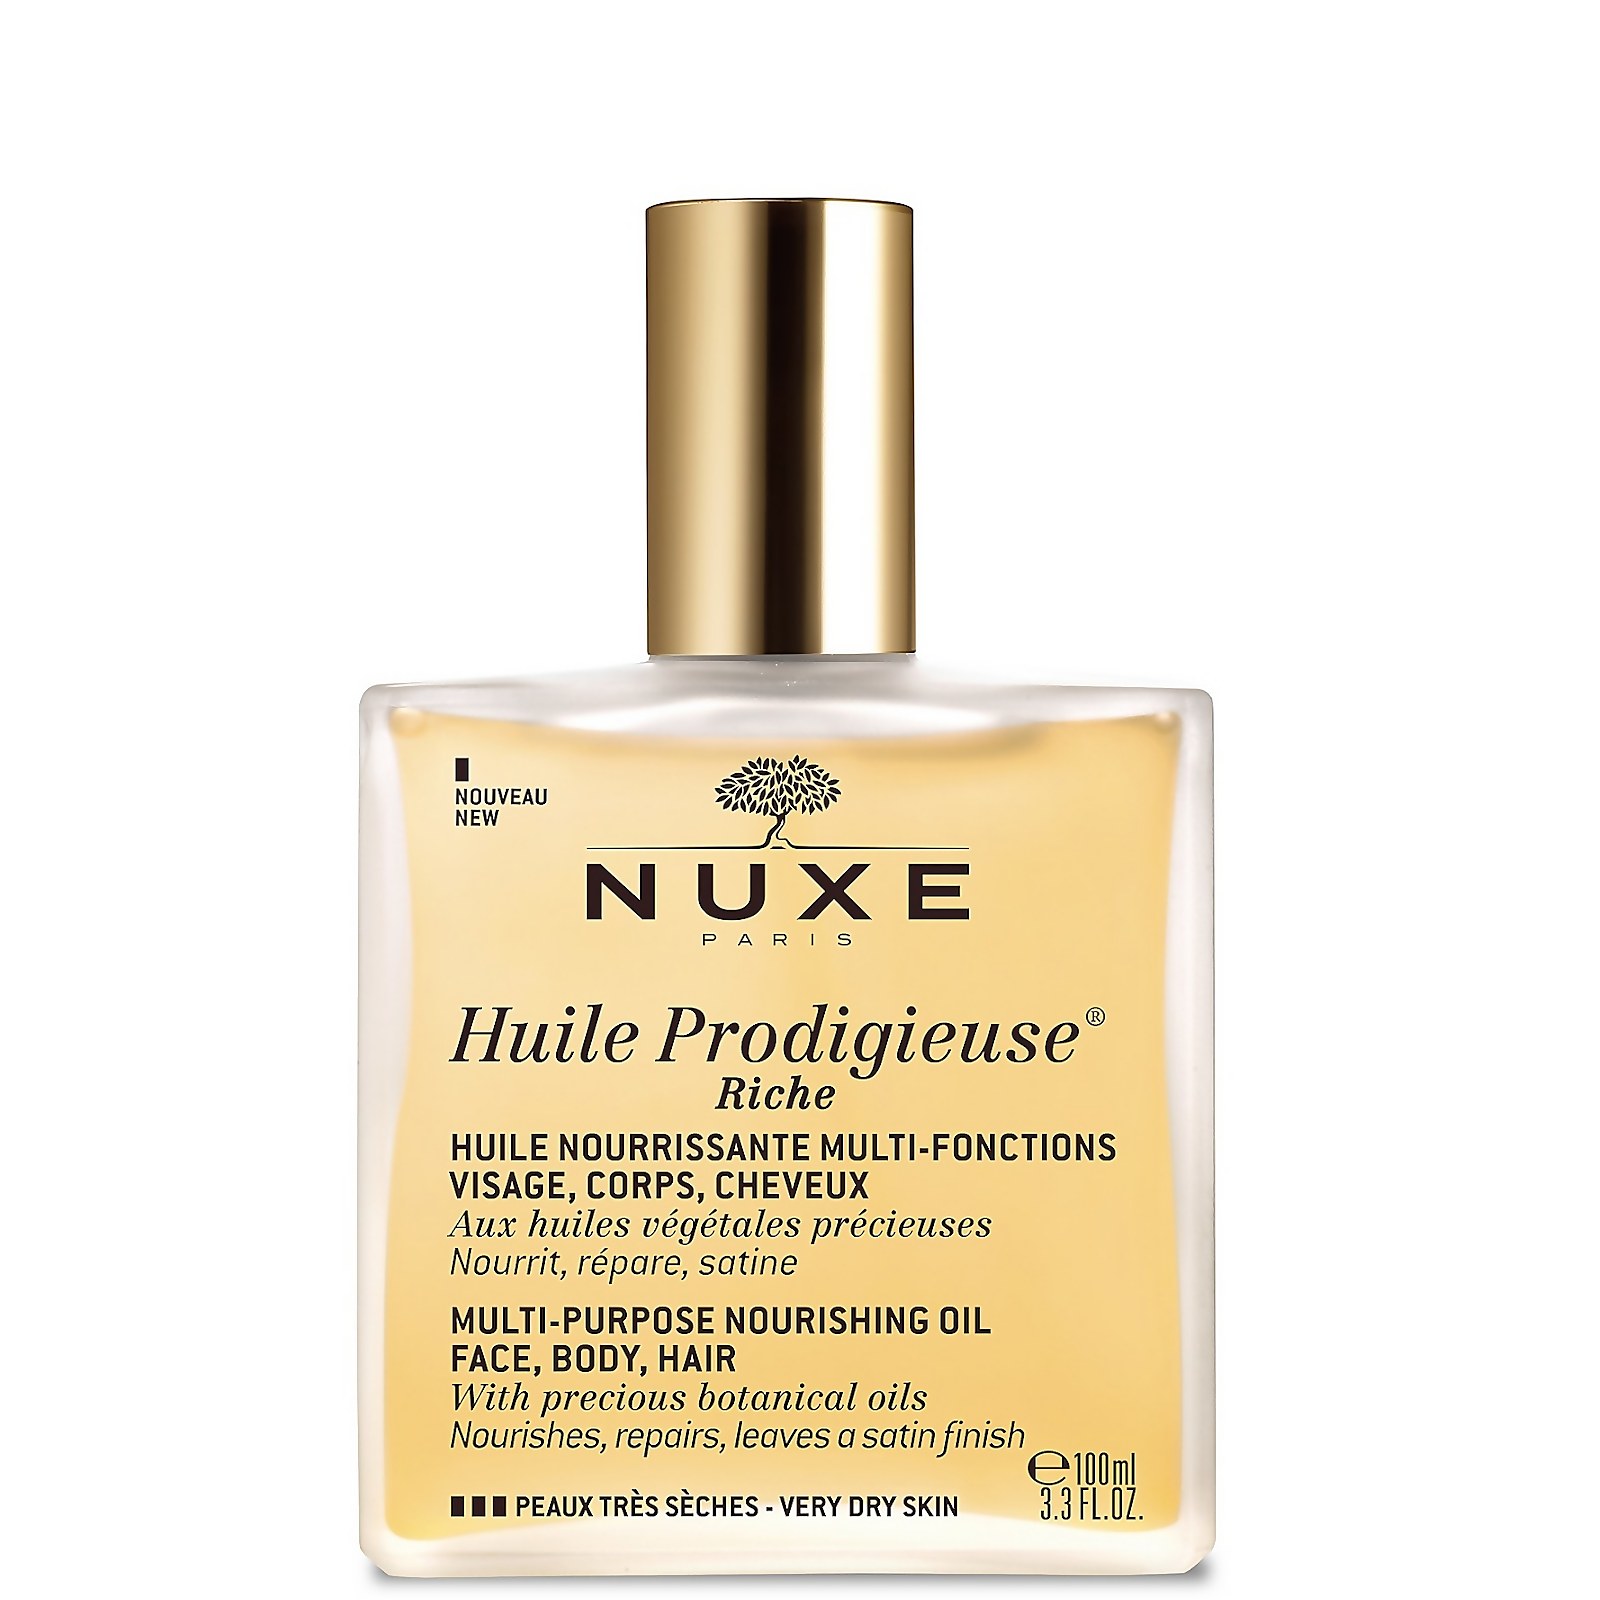 NOUVEAU
NEW
NUXE
PARIS
Huile Prodigieuse®
Riche
HUILE NOURRISSANTE MULTI-FONCTIONS
VISAGE, CORPS, CHEVEUX
Aux huiles végétales précieuses
Nourrit, répare, satine
MULTI-PURPOSE NOURISHING OIL
FACE, BODY, HAIR
With precious botanical oils
Nourishes, repairs, leaves a satin finish
℮100ml
3.3 FL.OZ.
PEAUX TRÈS SÈCHES - VERY DRY SKIN